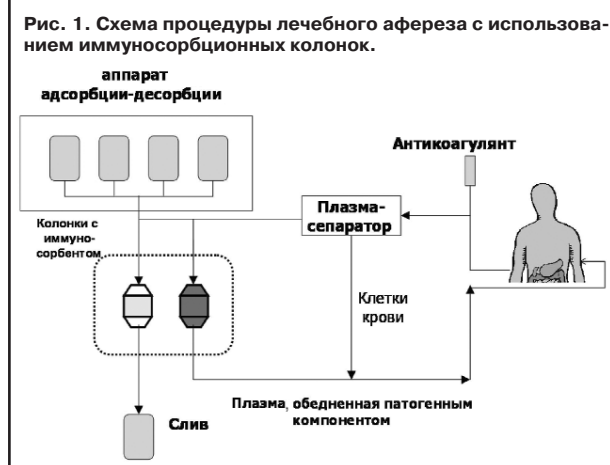 Рис. 1. Схема процедуры лечебного афереза с использова-
нием иммуносорбционных колонок.
аппарат
адсорбции-десорбции
Антикоагулянт
Плазма-
сепаратор
Колонки с
иммуно-
сорбентом
Клетки
крови
Плазма, обедненная патогенным
компонентом
Слив